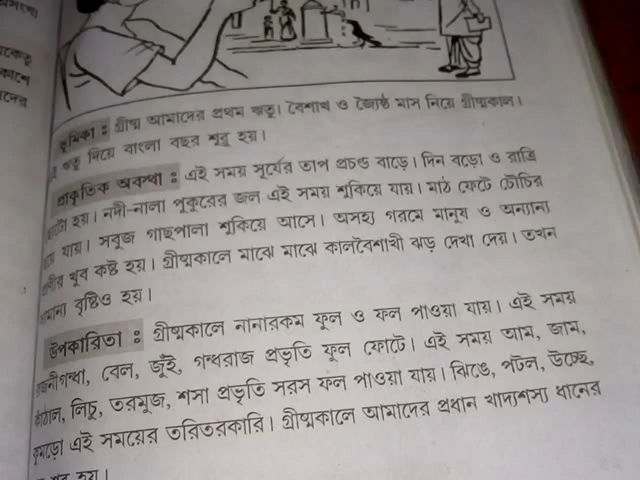 ভূমিকা : গ্রীষ্ম আমাদের প্রথম ঋতু। বৈশাখ ও জ্যৈষ্ঠ মাস নিয়ে গ্রীষ্মকাল।
ঋতু দিয়ে বাংলা বছর শুরু হয়।
প্রাকৃতিক অবস্থা : এই সময় সূর্যের তাপ প্রচণ্ড বাড়ে। দিন বড়ো ও রাত্রি
হয়। নদী-নালা পুকুরের জল এই সময় শুকিয়ে যায়। মাঠ ফেটে চৌচির
যায়। সবুজ গাছপালা শুকিয়ে আসে। অসহ্য গরমে মানুষ ও অন্যান্য
খুব কষ্ট হয়। গ্রীষ্মকালে মাঝে মাঝে কালবৈশাখী ঝড় দেখা দেয়। তখন
বৃষ্টিও হয়।
উপকারিতা : গ্রীষ্মকালে নানারকম ফুল ও ফল পাওয়া যায়। এই সময়
রজনীগন্ধা, বেল, জুঁই, গন্ধরাজ প্রভৃতি ফুল ফোটে। এই সময় আম, জাম,
কাঁঠাল, লিচু, তরমুজ, শসা প্রভৃতি সরস ফল পাওয়া যায়। ঝিঙে, পটল, উচ্ছে,
কুমড়ো এই সময়ের তরিতরকারি। গ্রীষ্মকালে আমাদের প্রধান খাদ্যশস্য ধানের
হয়।